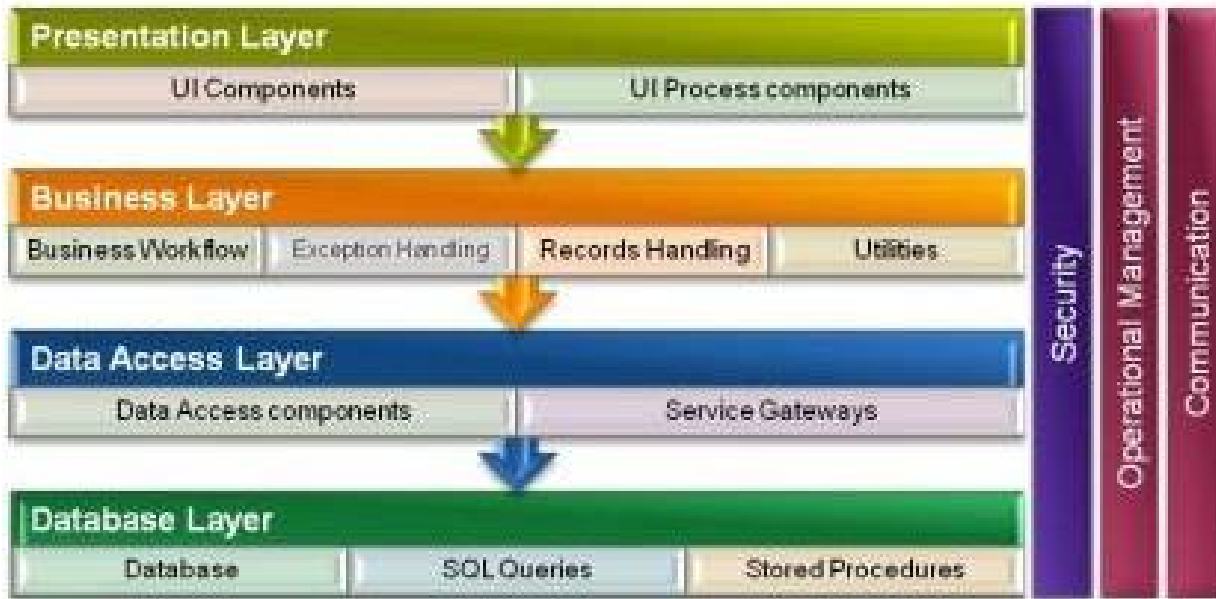 Presentation Layer
UI Components
UI Process components
Business Layer
Business Workflow
Exception Handling
Records Handling
Utilities
Data Access Layer
Data Access components
Service Gateways
Database Layer
Database
SQL Queries
Stored Procedures
Security
Operational Management
Communication